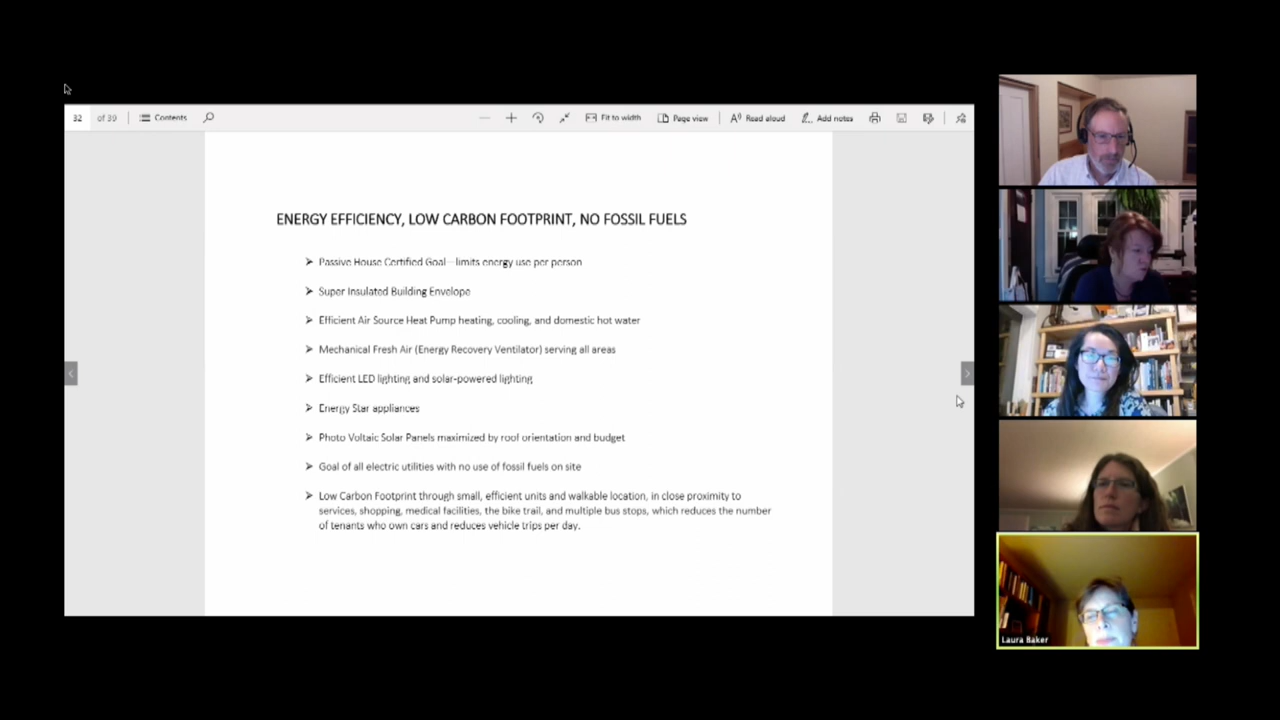 32 of 39 Contents Fit to width Page view Read aloud Add notes
ENERGY EFFICIENCY, LOW CARBON FOOTPRINT, NO FOSSIL FUELS
➢ Passive House Certified Goal—limits energy use per person
➢ Super Insulated Building Envelope
➢ Efficient Air Source Heat Pump heating, cooling, and domestic hot water
➢ Mechanical Fresh Air (Energy Recovery Ventilator) serving all areas
➢ Efficient LED lighting and solar-powered lighting
➢ Energy Star appliances
➢ Photo Voltaic Solar Panels maximized by roof orientation and budget
➢ Goal of all electric utilities with no use of fossil fuels on site
➢ Low Carbon Footprint through small, efficient units and walkable location, in close proximity to
services, shopping, medical facilities, the bike trail, and multiple bus stops, which reduces the number
of tenants who own cars and reduces vehicle trips per day.
Laura Baker